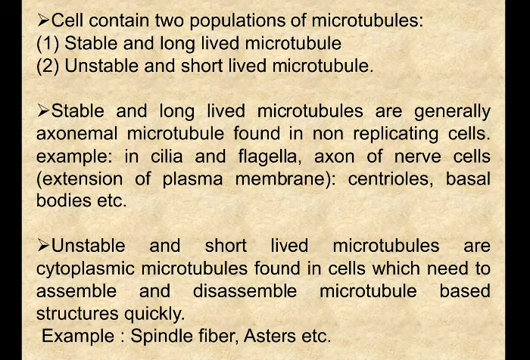 ➢Cell contain two populations of microtubules:
(1) Stable and long lived microtubule
(2) Unstable and short lived microtubule.
➢Stable and long lived microtubules are generally
axonemal microtubule found in non replicating cells.
example: in cilia and flagella, axon of nerve cells
(extension of plasma membrane): centrioles, basal
bodies etc.
➢Unstable and short lived microtubules are
cytoplasmic microtubules found in cells which need to
assemble and disassemble microtubule based
structures quickly.
Example : Spindle fiber, Asters etc.